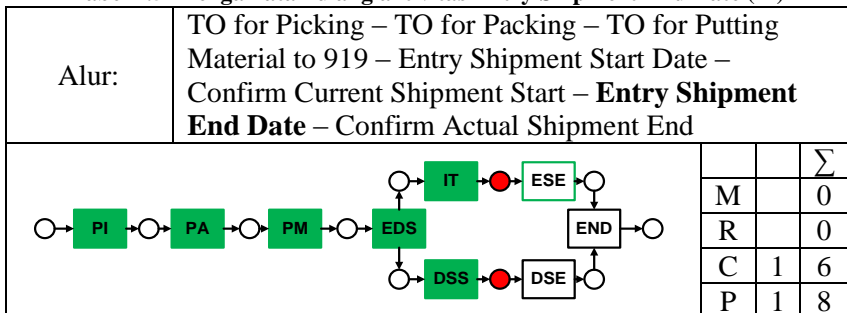 Alur:
TO for Picking – TO for Packing – TO for Putting
Material to 919 – Entry Shipment Start Date –
Confirm Current Shipment Start – Entry Shipment
End Date – Confirm Actual Shipment End
IT
ESE
PI
PA
PM
EDS
END
DSS
DSE
∑
M 0
R 0
C 1 6
P 1 8